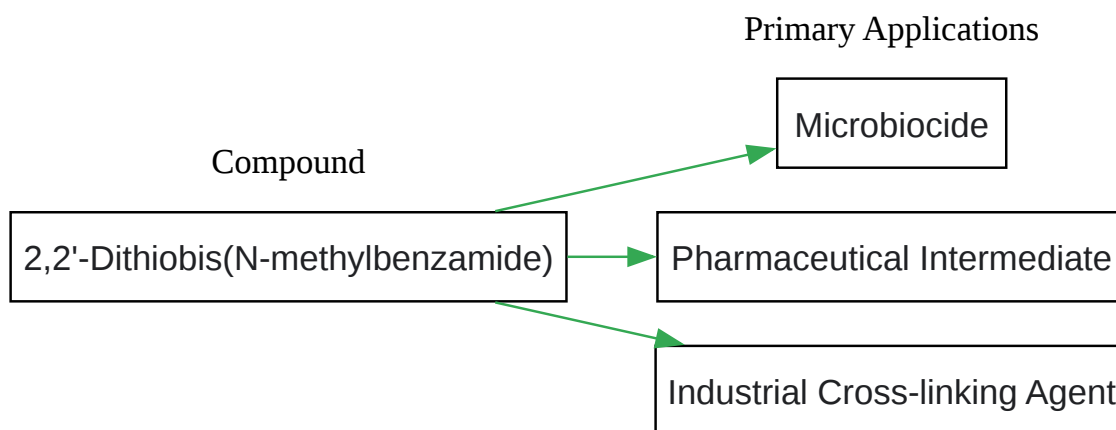 Primary Applications
Microbiocide
Compound
2,2'-Dithiobis(N-methylbenzamide)
Pharmaceutical Intermediate
Industrial Cross-linking Agent